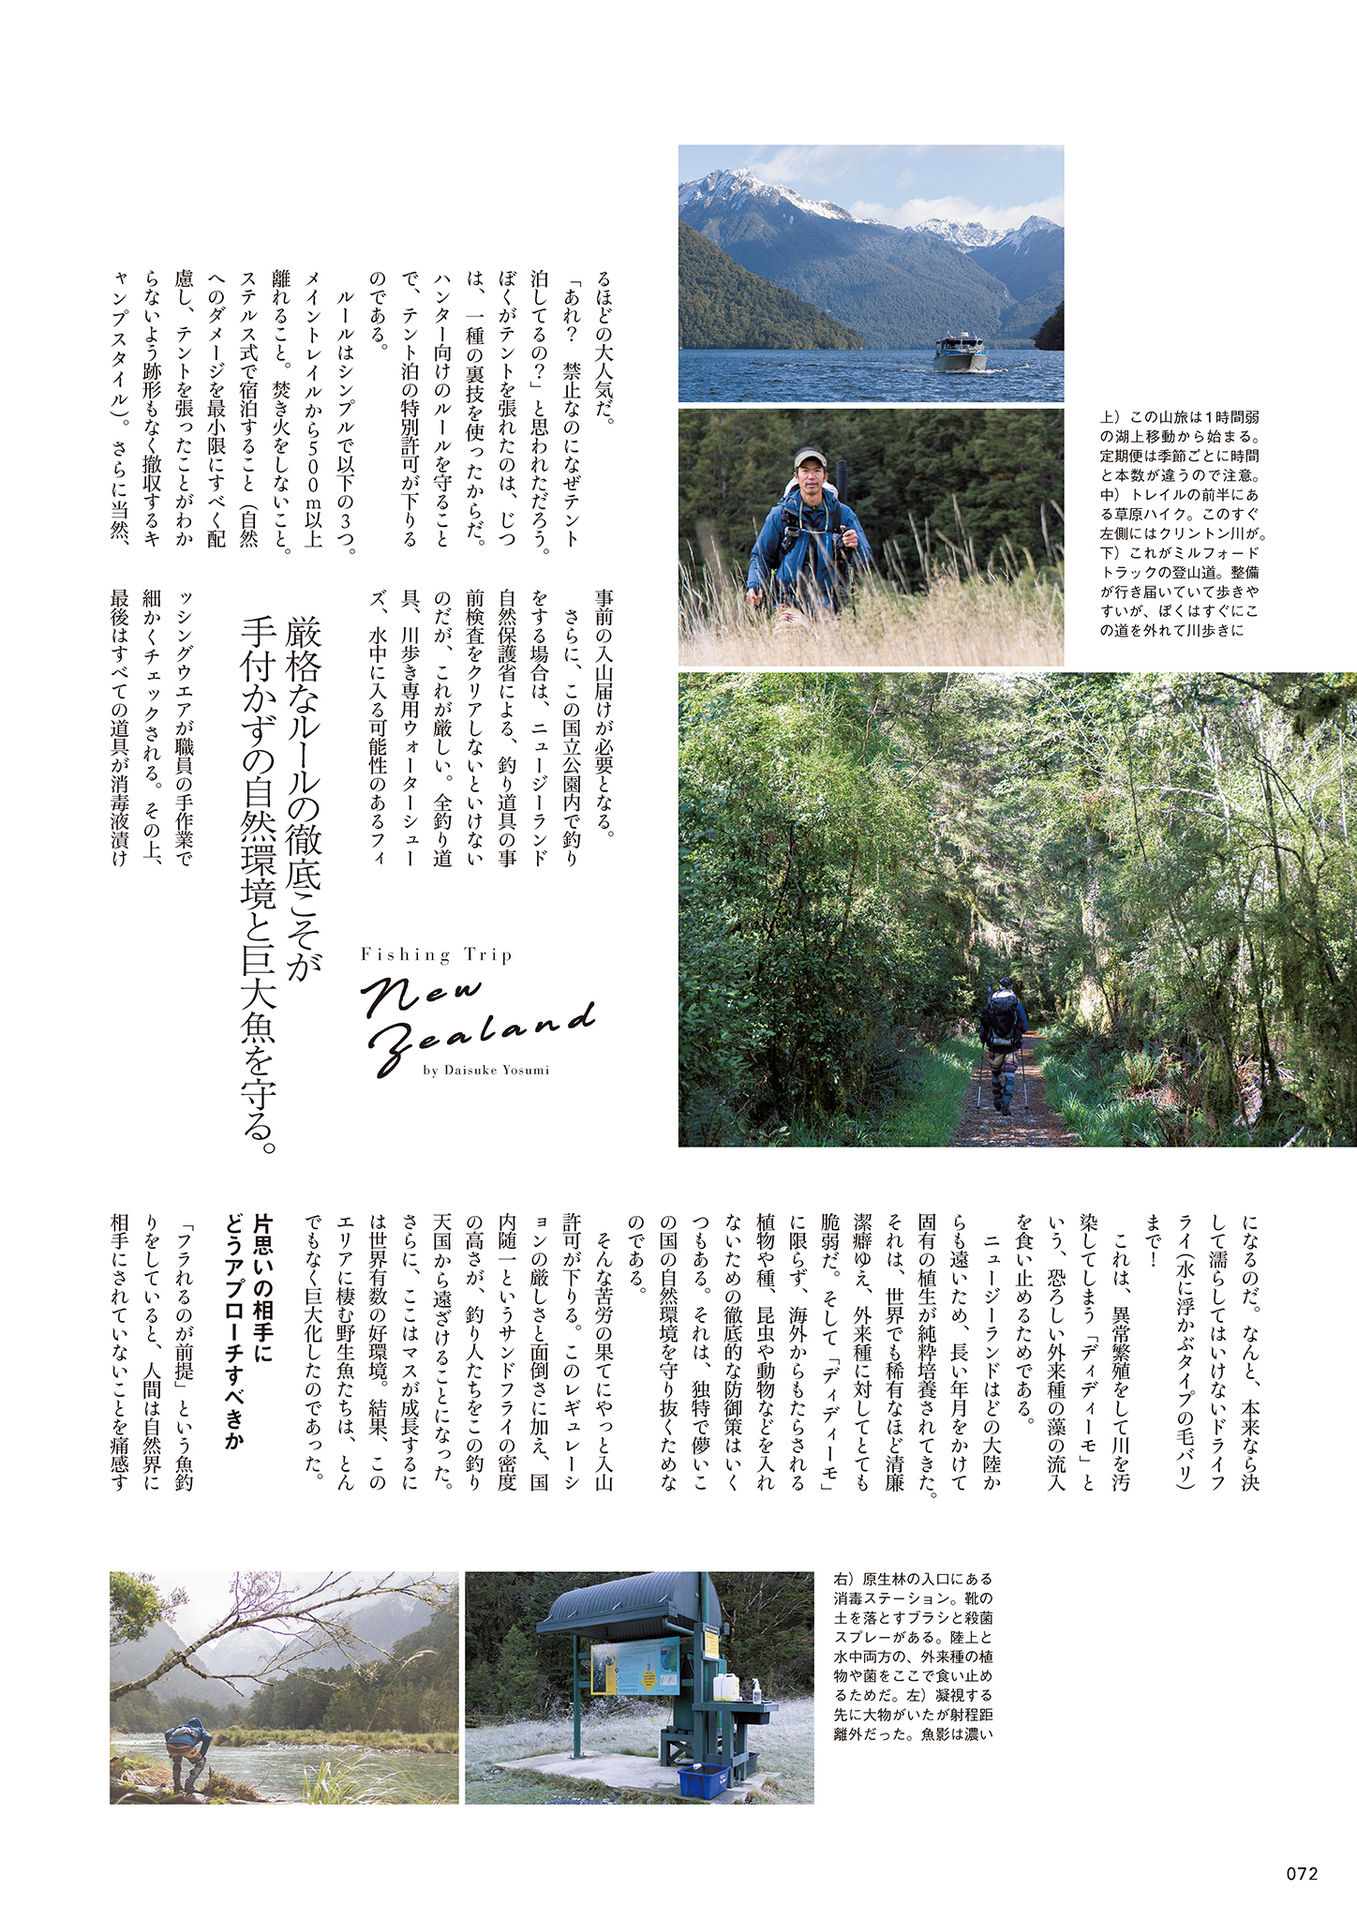 上）この山旅は１時間弱
の湖上移動から始まる。
定期便は季節ごとに時間
と本数が違うので注意。
中）トレイルの前半にあ
る草原ハイク。このすぐ
左側にはクリントン川が。
下）これがミルフォード
トラックの登山道。整備
が行き届いていて歩きや
すいが、ぼくはすぐにこ
の道を外れて川歩きに
るほどの大人気だ。
「あれ？　禁止なのになぜテント
泊してるの？」と思われただろう。
ぼくがテントを張れたのは、じつ
は、一種の裏技を使ったからだ。
ハンター向けのルールを守ること
で、テント泊の特別許可が下りる
のである。
　ルールはシンプルで以下の３つ。
メイントレイルから５００ｍ以上
離れること。焚き火をしないこと。
ステルス式で宿泊すること（自然
へのダメージを最小限にすべく配
慮し、テントを張ったことがわか
らないよう跡形もなく撤収するキ
ャンプスタイル）。さらに当然、
事前の入山届けが必要となる。
　さらに、この国立公園内で釣り
をする場合は、ニュージーランド
自然保護省による、釣り道具の事
前検査をクリアしないといけない
のだが、これが厳しい。全釣り道
具、川歩き専用ウォーターシュー
ズ、水中に入る可能性のあるフィ
ッシングウエアが職員の手作業で
細かくチェックされる。その上、
最後はすべての道具が消毒液漬け
厳格なルールの徹底こそが
手付かずの自然環境と巨大魚を守る。
Fishing Trip
New
Zealand
by Daisuke Yosumi
になるのだ。なんと、本来なら決
して濡らしてはいけないドライフ
ライ（水に浮かぶタイプの毛バリ）
まで！
　これは、異常繁殖をして川を汚
染してしまう「ディディーモ」と
いう、恐ろしい外来種の藻の流入
を食い止めるためである。
　ニュージーランドはどの大陸か
らも遠いため、長い年月をかけて
固有の植生が純粋培養されてきた。
それは、世界でも稀有なほど清廉
潔癖ゆえ、外来種に対してとても
脆弱だ。そして「ディディーモ」
に限らず、海外からもたらされる
植物や種、昆虫や動物などを入れ
ないための徹底的な防御策はいく
つもある。それは、独特で儚いこ
の国の自然環境を守り抜くためな
のである。
　そんな苦労の果てにやっと入山
許可が下りる。このレギュレーシ
ョンの厳しさと面倒さに加え、国
内随一というサンドフライの密度
の高さが、釣り人たちをこの釣り
天国から遠ざけることになった。
さらに、ここはマスが成長するに
は世界有数の好環境。結果、この
エリアに棲む野生魚たちは、とん
でもなく巨大化したのであった。
片思いの相手に
どうアプローチすべきか
「フラれるのが前提」という魚釣
りをしていると、人間は自然界に
相手にされていないことを痛感す
右）原生林の入口にある
消毒ステーション。靴の
土を落とすブラシと殺菌
スプレーがある。陸上と
水中両方の、外来種の植
物や菌をここで食い止め
るためだ。左）凝視する
先に大物がいたが射程距
離外だった。魚影は濃い
072